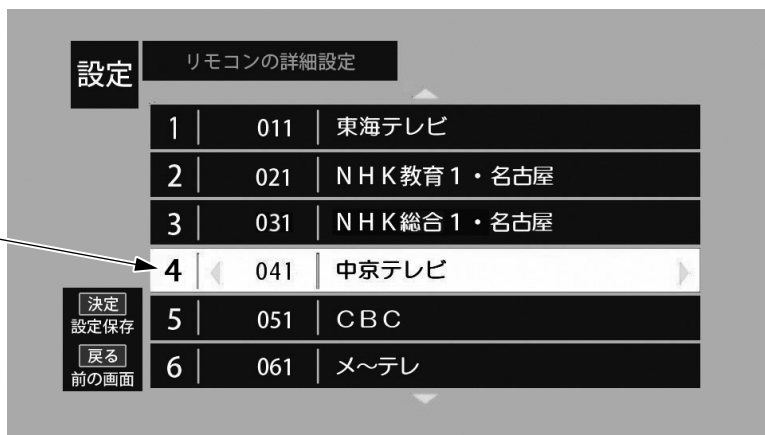 設定
リモコンの詳細設定
1 011 東海テレビ
2 021 NHK教育1・名古屋
3 031 NHK総合1・名古屋
4 041 中京テレビ
5 051 CBC
6 061 メ～テレ
決定
設定保存
戻る
前の画面